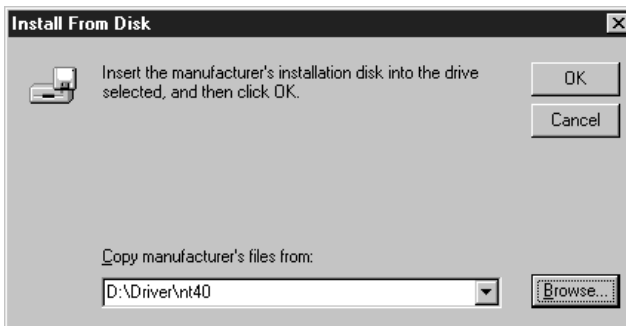 Install From Disk
Insert the manufacturer's installation disk into the drive
selected, and then click OK.
OK
Cancel
Copy manufacturer's files from:
D:\Driver\nt40
Browse...